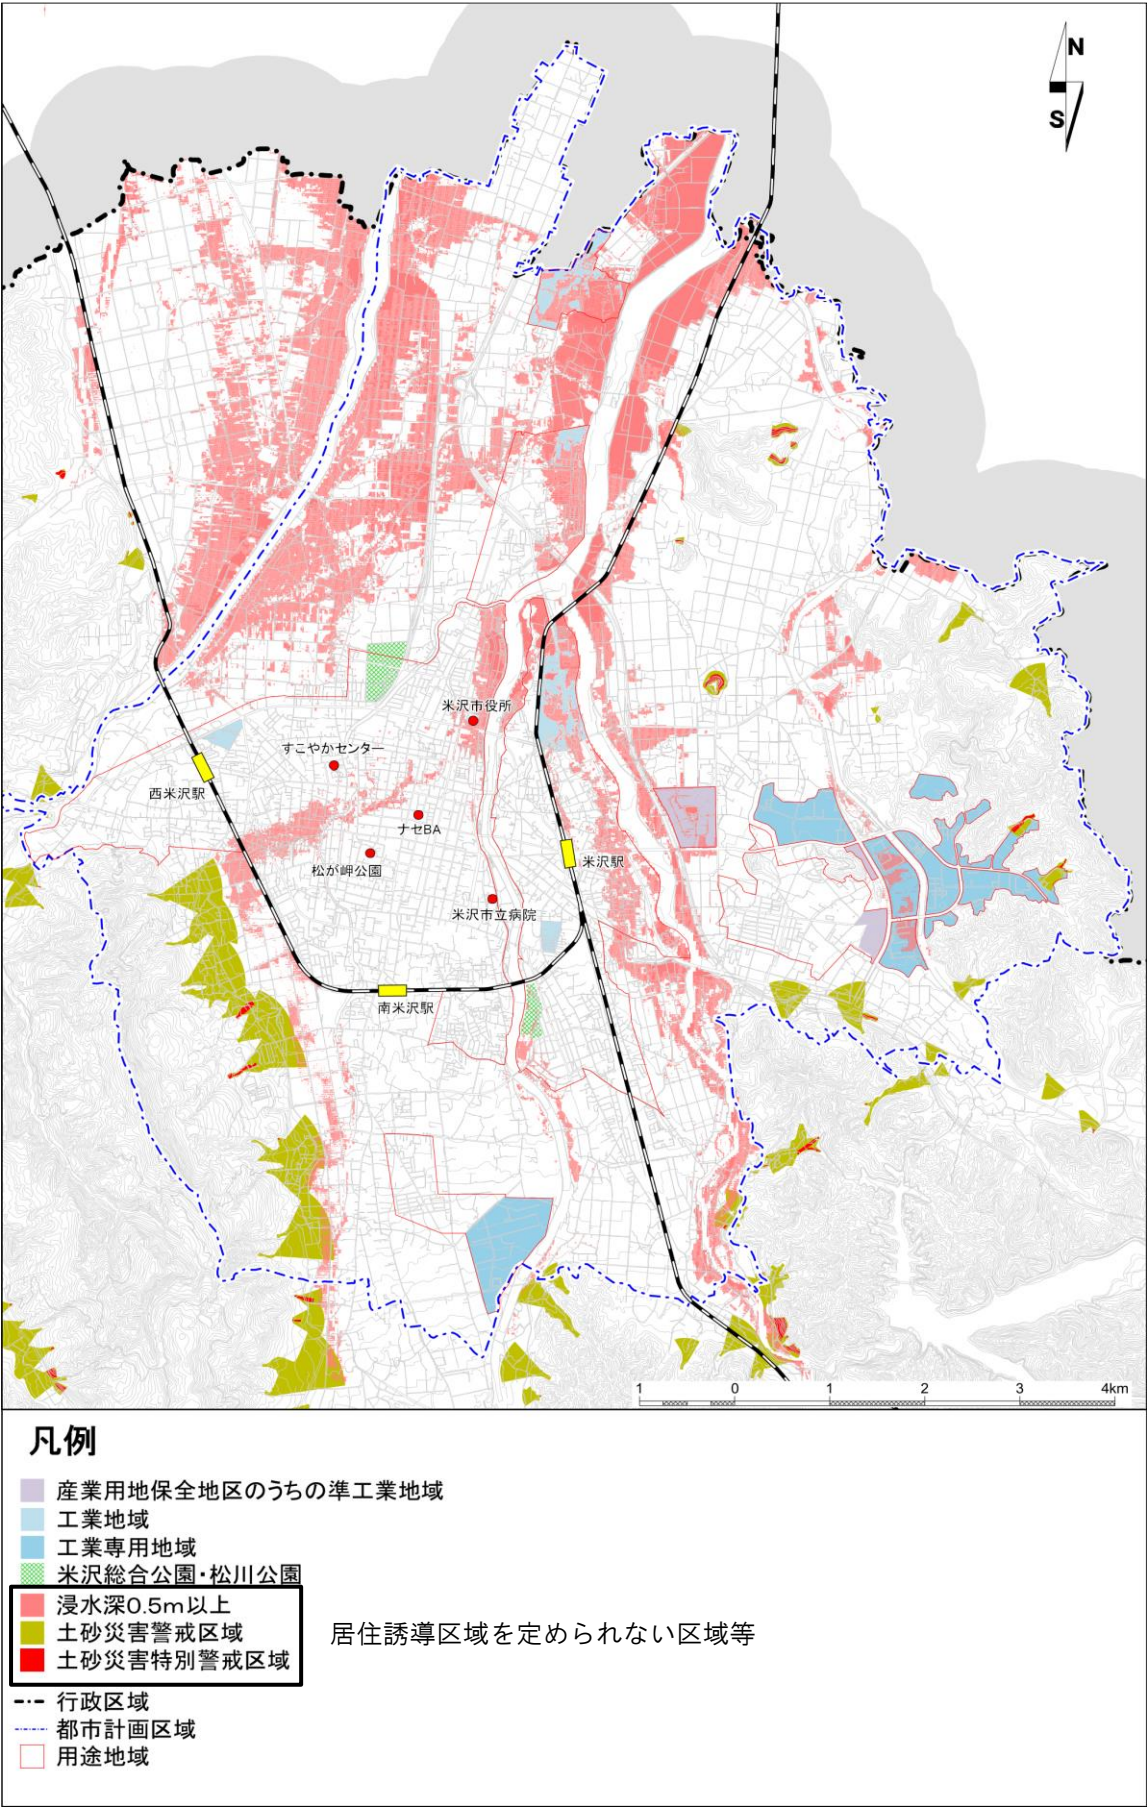 N
S
米沢市役所
すこやかセンター
西米沢駅
ナセBA
松が岬公園
米沢駅
米沢市立病院
南米沢駅
1 0 1 2 3 4km
凡例
産業用地保全地区のうちの準工業地域
工業地域
工業専用地域
米沢総合公園・松川公園
浸水深0.5m以上
土砂災害警戒区域 居住誘導区域を定められない区域等
土砂災害特別警戒区域
行政区域
都市計画区域
用途地域